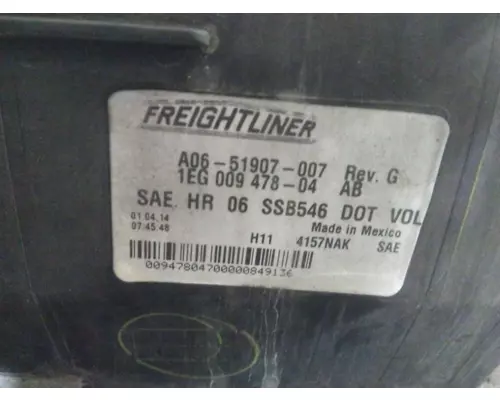 FREIGHTLINER
A06-51907-007 Rev. G
1EG 009 478-04 AB
SAE HR 06 SSB546 DOT VOL
01.04.14 Made in Mexico
07:45:48 H11 4157NAK SAE
00947804700000849136